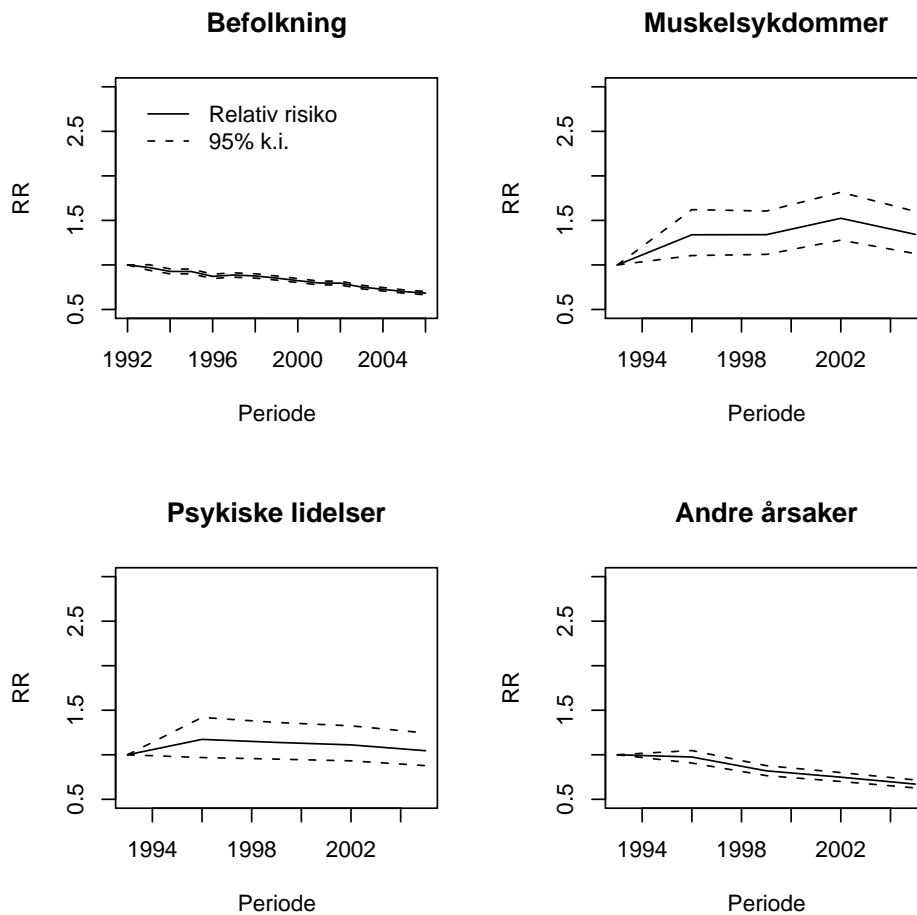 Befolkning
Relativ risiko
95% k.i.
RR
0.5
1.5
2.5
1992
1996
2000
2004
Periode
Muskelsykdommer
RR
0.5
1.5
2.5
1994
1998
2002
Periode
Psykiske lidelser
RR
0.5
1.5
2.5
1994
1998
2002
Periode
Andre årsaker
RR
0.5
1.5
2.5
1994
1998
2002
Periode